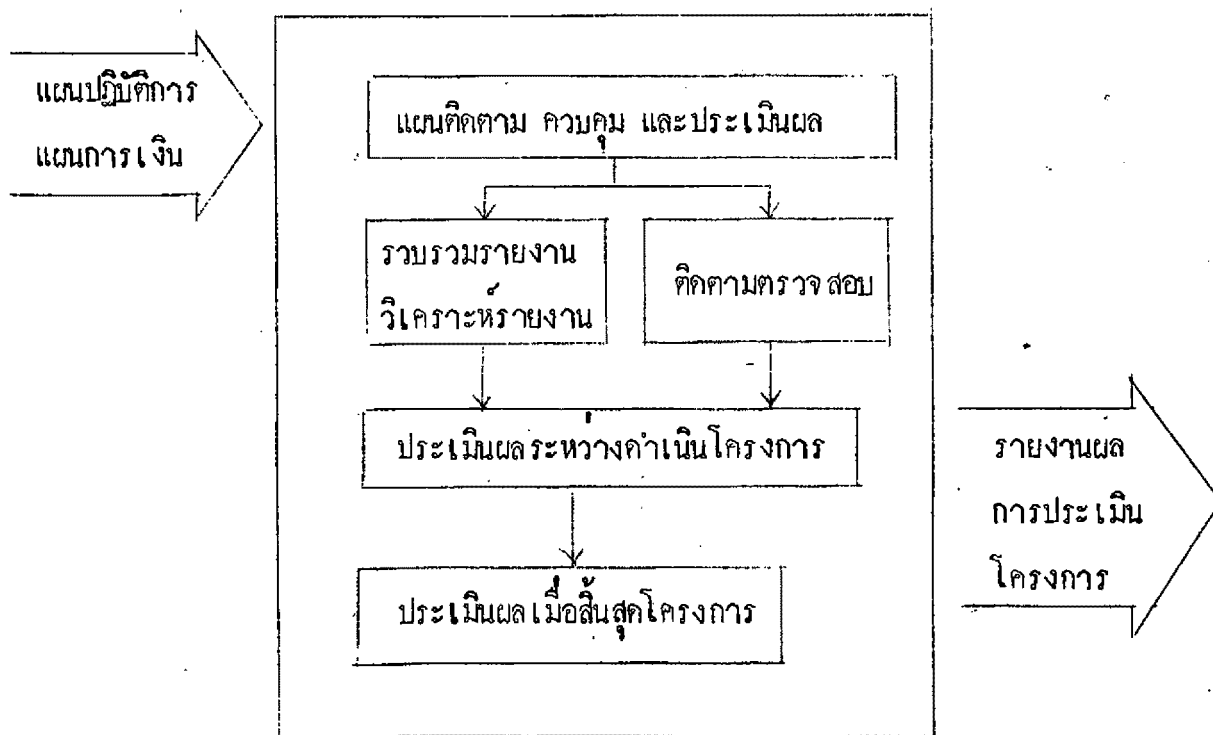 แผนปฏิบัติการ
แผนการเงิน
แผนติดตาม ควบคุม และประเมินผล
รวบรวมรายงาน
วิเคราะห์รายงาน
ติดตามตรวจสอบ
ประเมินผลระหว่างดำเนินโครงการ
ประเมินผลเมื่อสิ้นสุดโครงการ
รายงานผล
การประเมิน
โครงการ